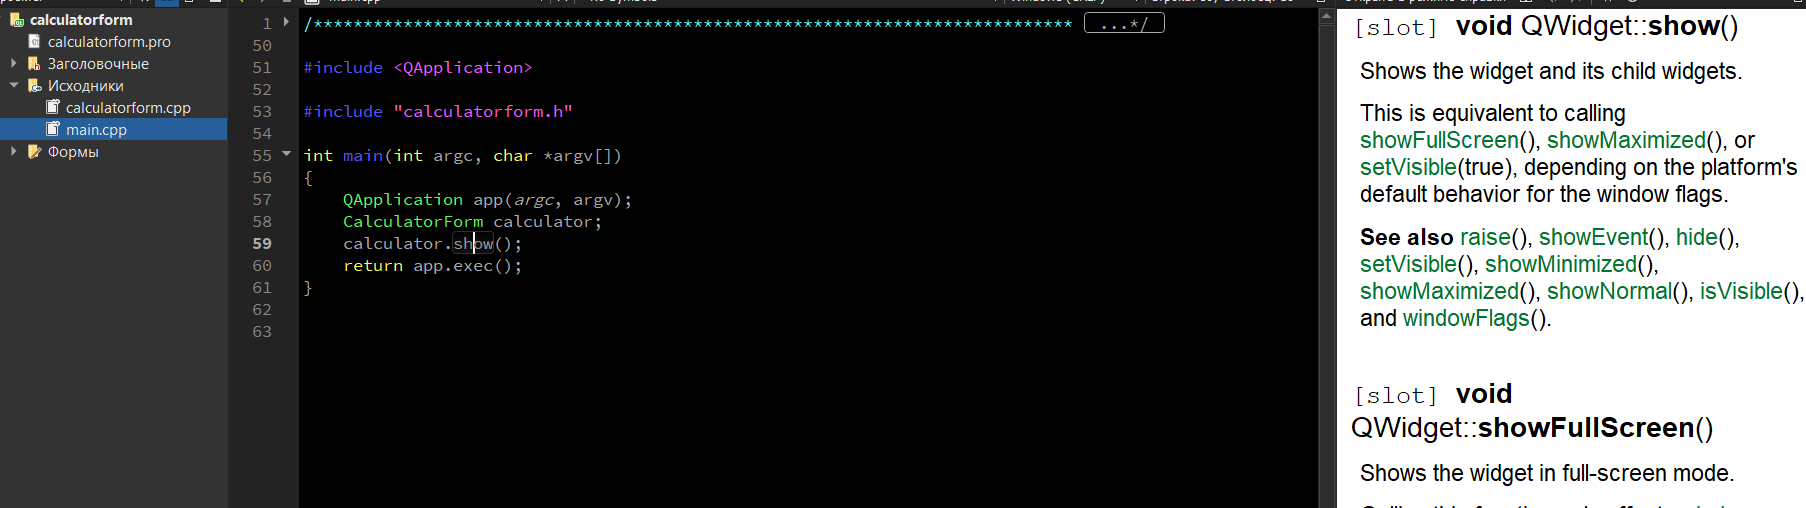 calculatorform
calculatorform.pro
Заголовочные
Исходники
calculatorform.cpp
main.cpp
Формы
1 /**************************************************************************** ...*/
50
51 #include <QApplication>
52
53 #include "calculatorform.h"
54
55 int main(int argc, char *argv[])
56 {
57 QApplication app(argc, argv);
58 CalculatorForm calculator;
59 calculator.show();
60 return app.exec();
61 }
62
63
[slot] void QWidget::show()
Shows the widget and its child widgets.
This is equivalent to calling
showFullScreen(), showMaximized(), or
setVisible(true), depending on the platform's
default behavior for the window flags.
See also raise(), showEvent(), hide(),
setVisible(), showMinimized(),
showMaximized(), showNormal(), isVisible(),
and windowFlags().
[slot] void
QWidget::showFullScreen()
Shows the widget in full-screen mode.